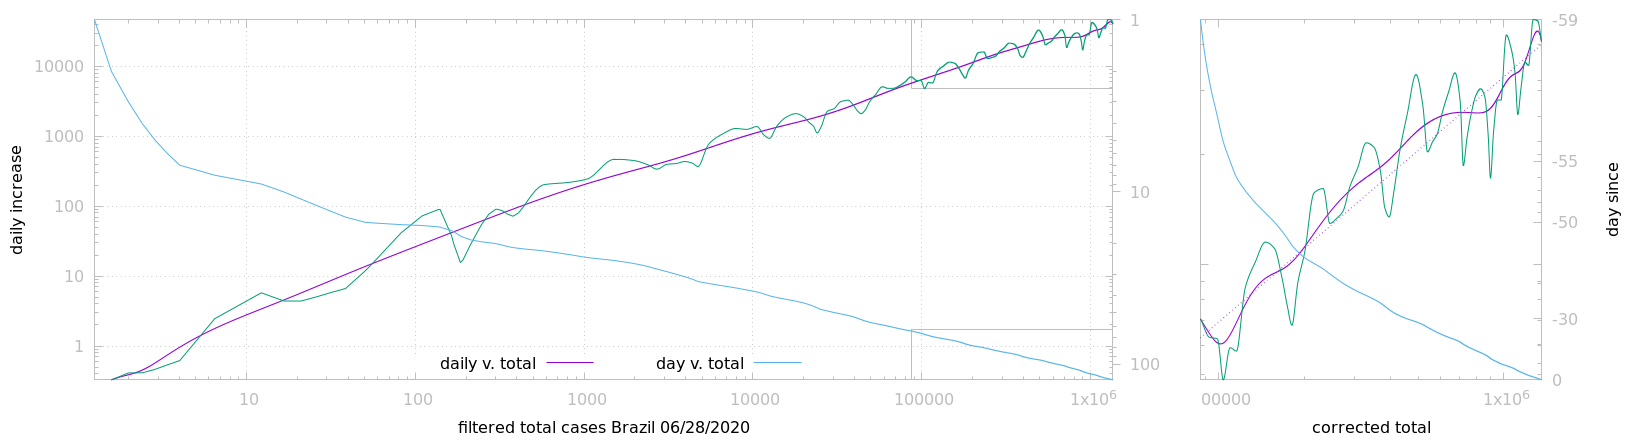 daily increase
10000
1000
100
10
1
10
100
1000
10000
100000
1x10^6
filtered total cases Brazil 06/28/2020
daily v. total
day v. total
1
10
100
00000
1x10^6
corrected total
-59
-55
-50
-30
0
day since